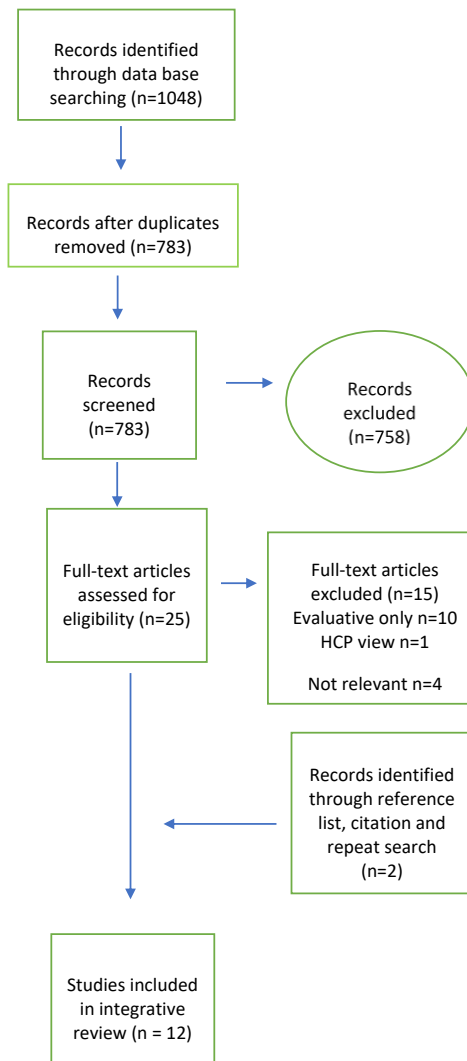 Records identified
through data base
searching (n=1048)
Records after duplicates
removed (n=783)
Records
screened
(n=783)
Records
excluded
(n=758)
Full-text articles
assessed for
eligibility (n=25)
Full-text articles
excluded (n=15)
Evaluative only n=10
HCP view n=1
Not relevant n=4
Records identified
through reference
list, citation and
repeat search
(n=2)
Studies included
in integrative
review (n = 12)